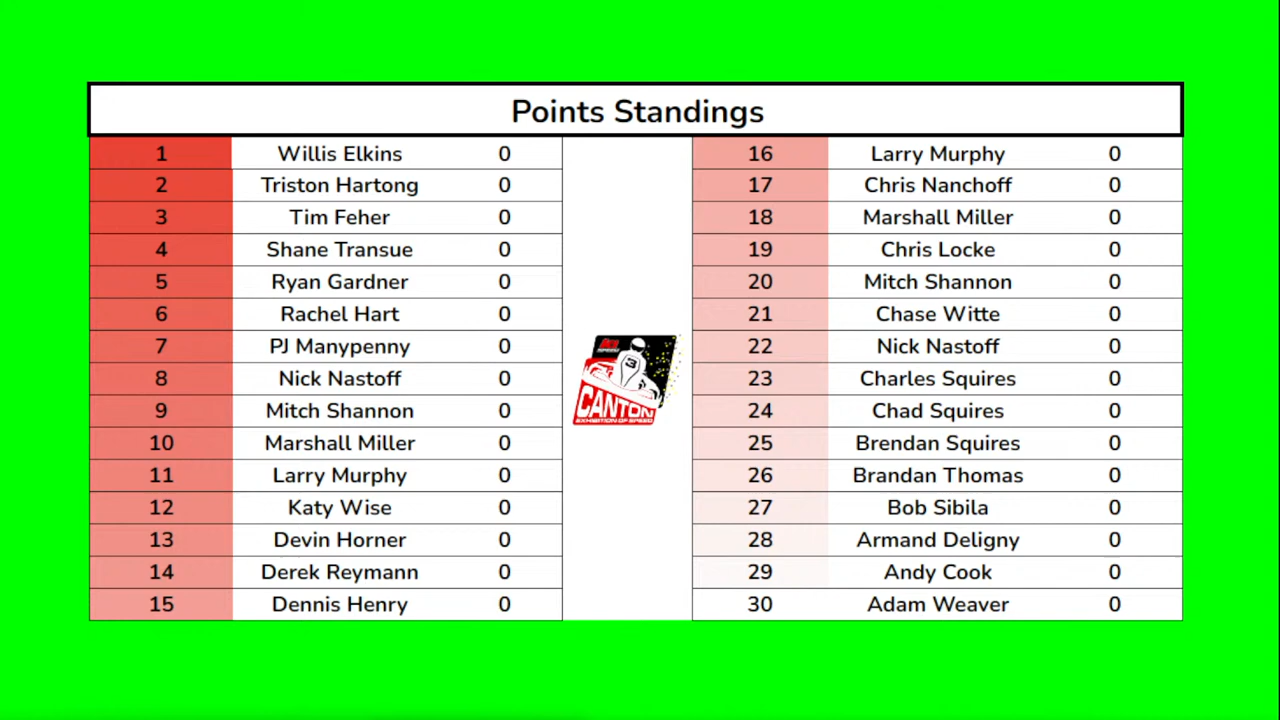 Points Standings
1 Willis Elkins 0
2 Triston Hartong 0
3 Tim Feher 0
4 Shane Transue 0
5 Ryan Gardner 0
6 Rachel Hart 0
7 PJ Manypenny 0
8 Nick Nastoff 0
9 Mitch Shannon 0
10 Marshall Miller 0
11 Larry Murphy 0
12 Katy Wise 0
13 Devin Horner 0
14 Derek Reymann 0
15 Dennis Henry 0
3
CANTON
EXHIBITION OF SPEED
16 Larry Murphy 0
17 Chris Nanchoff 0
18 Marshall Miller 0
19 Chris Locke 0
20 Mitch Shannon 0
21 Chase Witte 0
22 Nick Nastoff 0
23 Charles Squires 0
24 Chad Squires 0
25 Brendan Squires 0
26 Brandan Thomas 0
27 Bob Sibila 0
28 Armand Deligny 0
29 Andy Cook 0
30 Adam Weaver 0